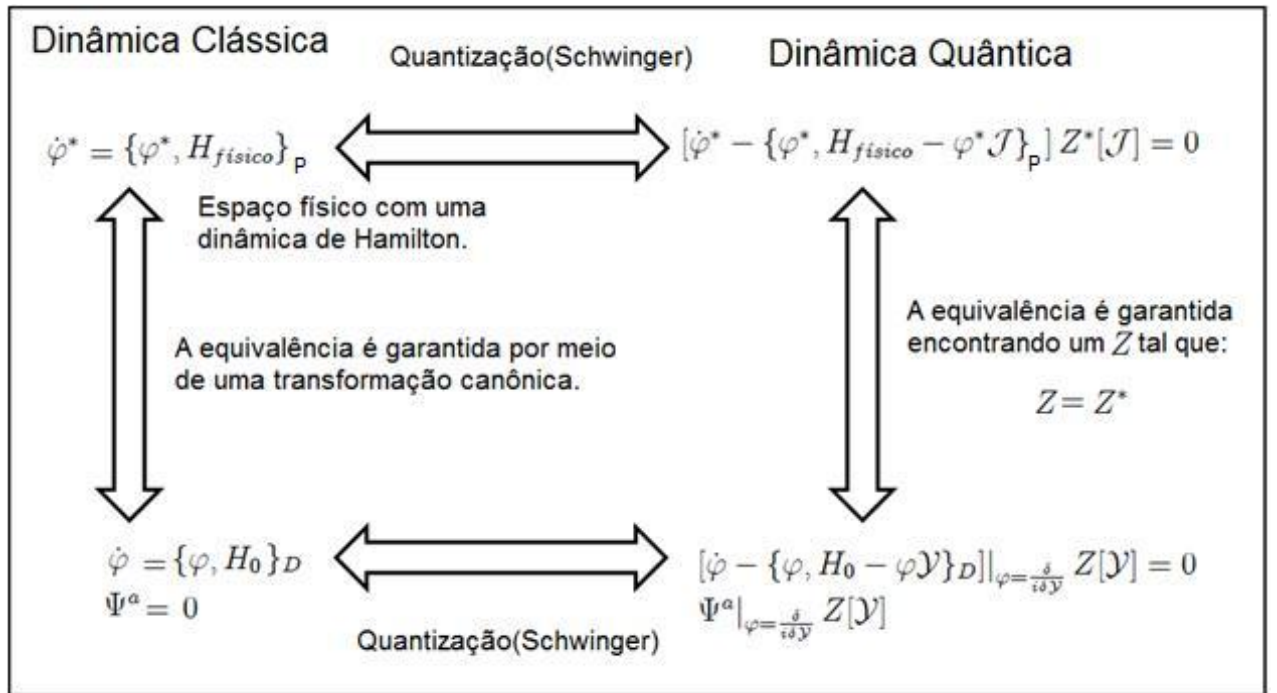 Dinâmica Clássica
Quantização(Schwinger)
Dinâmica Quântica
φ̇* = {φ*, H_físico}_P
[φ̇* − {φ*, H_físico − φ*𝒥}_P] Z*[𝒥] = 0
Espaço físico com uma
dinâmica de Hamilton.
A equivalência é garantida por meio
de uma transformação canônica.
A equivalência é garantida
encontrando um Z tal que:
Z = Z*
φ̇ = {φ, H₀}_D
Ψᵃ = 0
[φ̇ − {φ, H₀ − φ𝒴}_D]|_{φ=δ/iδ𝒴} Z[𝒴] = 0
Ψᵃ|_{φ=δ/iδ𝒴} Z[𝒴]
Quantização(Schwinger)